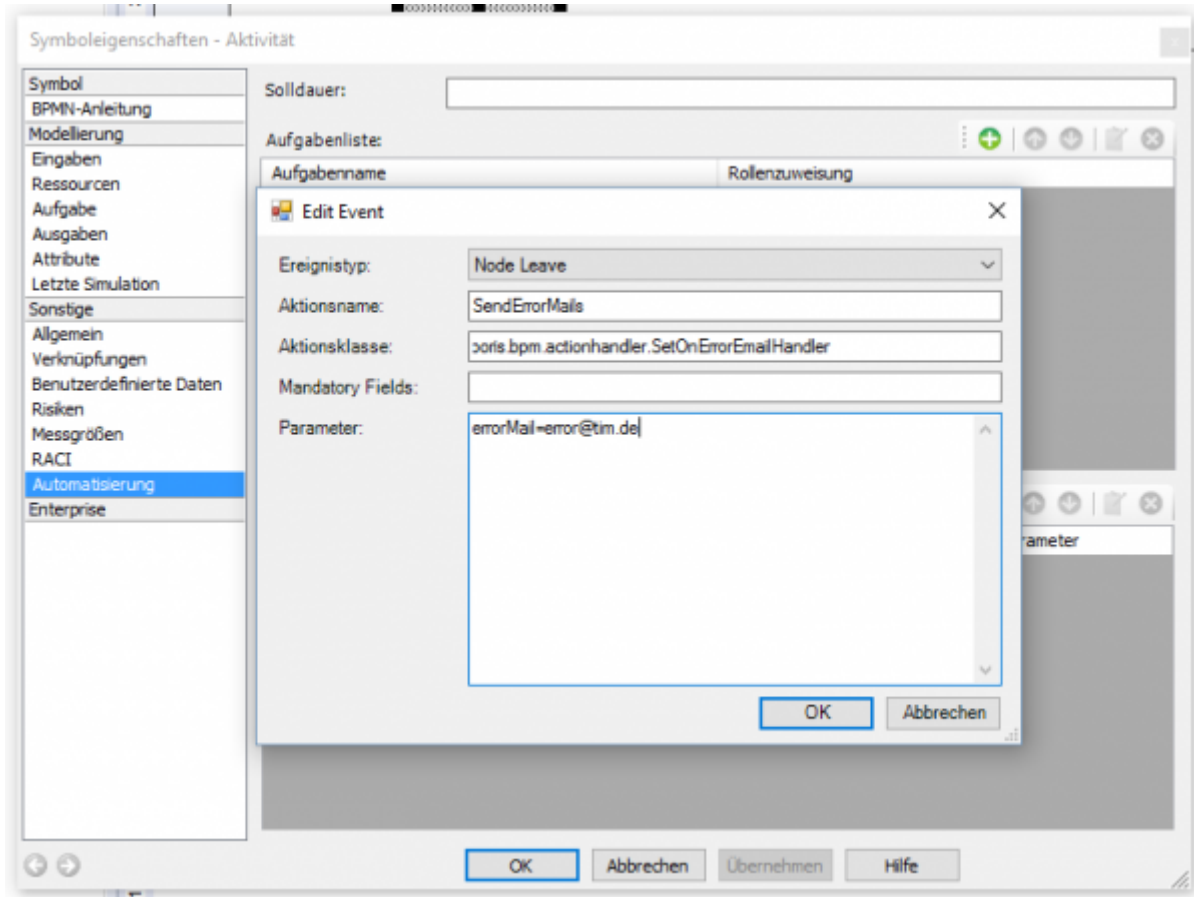 Symboleigenschaften - Aktivität
Symbol
BPMN-Anleitung
Modellierung
Eingaben
Ressourcen
Aufgabe
Ausgaben
Attribute
Letzte Simulation
Sonstige
Allgemein
Verknüpfungen
Benutzerdefinierte Daten
Risiken
Messgrößen
RACI
Automatisierung
Enterprise
Solldauer:
Aufgabenliste:
Aufgabenname Rollenzuweisung
Edit Event
Ereignistyp: Node Leave
Aktionsname: SendErrorMails
Aktionsklasse: boris.bpm.actionhandler.SetOnErrorEmailHandler
Mandatory Fields:
Parameter: errorMail=error@tim.de
OK Abbrechen
rameter
OK Abbrechen Übernehmen Hilfe